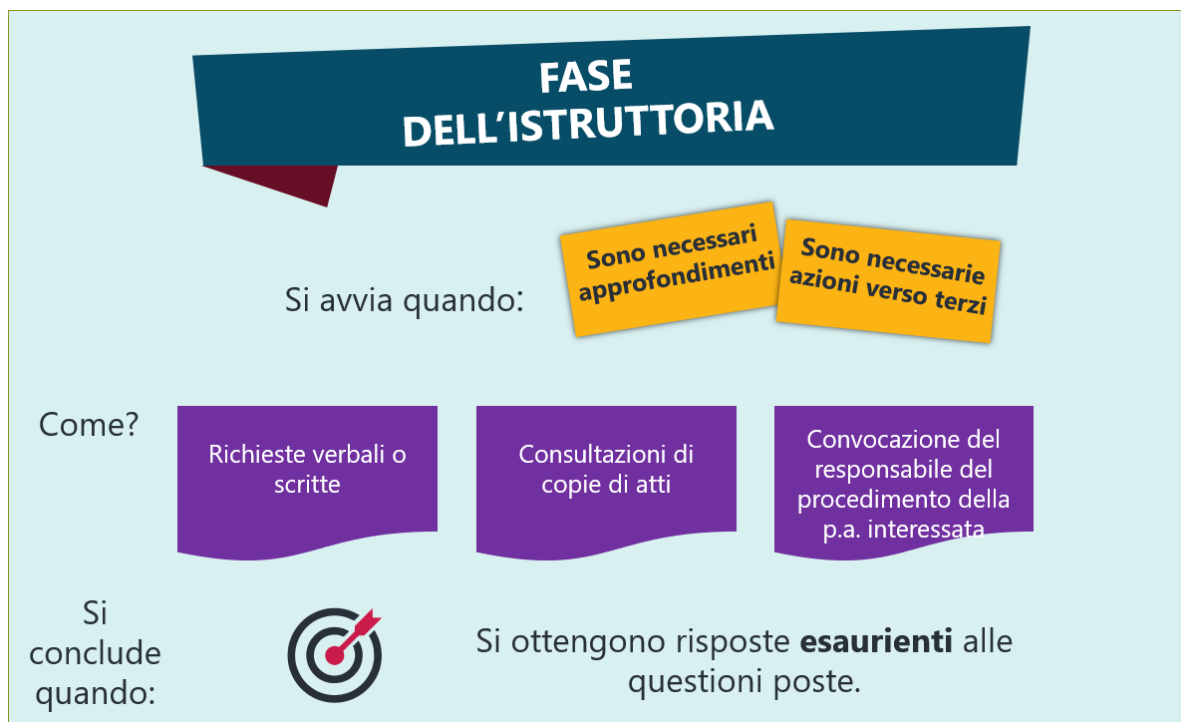 FASE
DELL’ISTRUTTORIA
Si avvia quando:
Sono necessari
approfondimenti
Sono necessarie
azioni verso terzi
Come?
Richieste verbali o
scritte
Consultazioni di
copie di atti
Convocazione del
responsabile del
procedimento della
p.a. interessata
Si
conclude
quando:
Si ottengono risposte esaurienti alle
questioni poste.